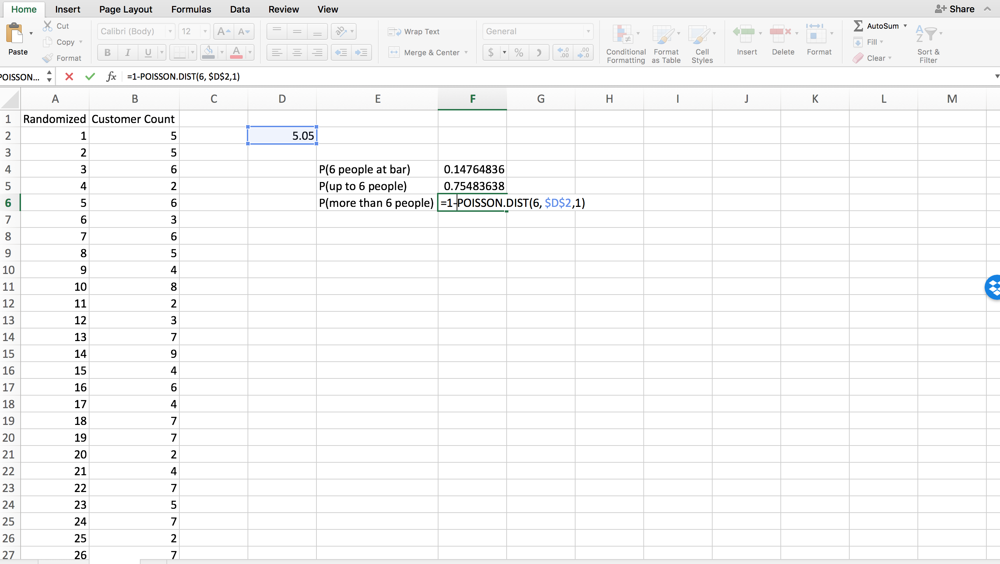 Home Insert Page Layout Formulas Data Review View Share
Paste Cut Copy Format
Calibri (Body) 12 A A
B I U A
ab
Wrap Text
Merge & Center
General
$ % .0 .00 .00 .0
Conditional Formatting
Format as Table
Cell Styles
Insert Delete Format
AutoSum
Fill
Clear
A Z
Sort & Filter
POISSON... fx =1-POISSON.DIST(6, $D$2,1)
A B C D E F G H I J K L M
1 Randomized Customer Count
2 1 5 5.05
3 2 5
4 3 6 P(6 people at bar) 0.14764836
5 4 2 P(up to 6 people) 0.75483638
6 5 6 P(more than 6 people) =1-POISSON.DIST(6, $D$2,1)
7 6 3
8 7 6
9 8 5
10 9 4
11 10 8
12 11 2
13 12 3
14 13 7
15 14 9
16 15 4
17 16 6
18 17 4
19 18 7
20 19 7
21 20 2
22 21 4
23 22 7
24 23 5
25 24 7
26 25 2
27 26 7